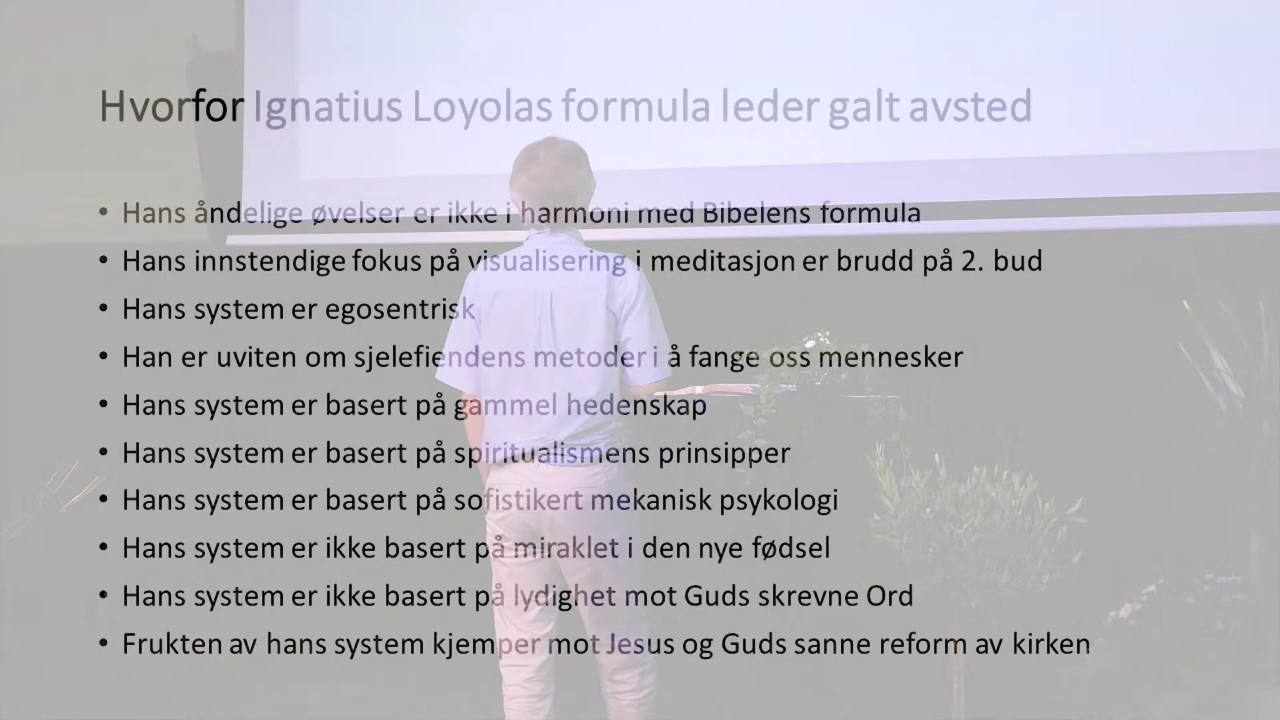 Hvorfor Ignatius Loyolas formula leder galt avsted
• Hans åndelige øvelser er ikke i harmoni med Bibelens formula
• Hans innstendige fokus på visualisering i meditasjon er brudd på 2. bud
• Hans system er egosentrisk
• Han er uviten om sjelefiendens metoder i å fange oss mennesker
• Hans system er basert på gammel hedenskap
• Hans system er basert på spiritualismens prinsipper
• Hans system er basert på sofistikert mekanisk psykologi
• Hans system er ikke basert på miraklet i den nye fødsel
• Hans system er ikke basert på lydighet mot Guds skrevne Ord
• Frukten av hans system kjemper mot Jesus og Guds sanne reform av kirken